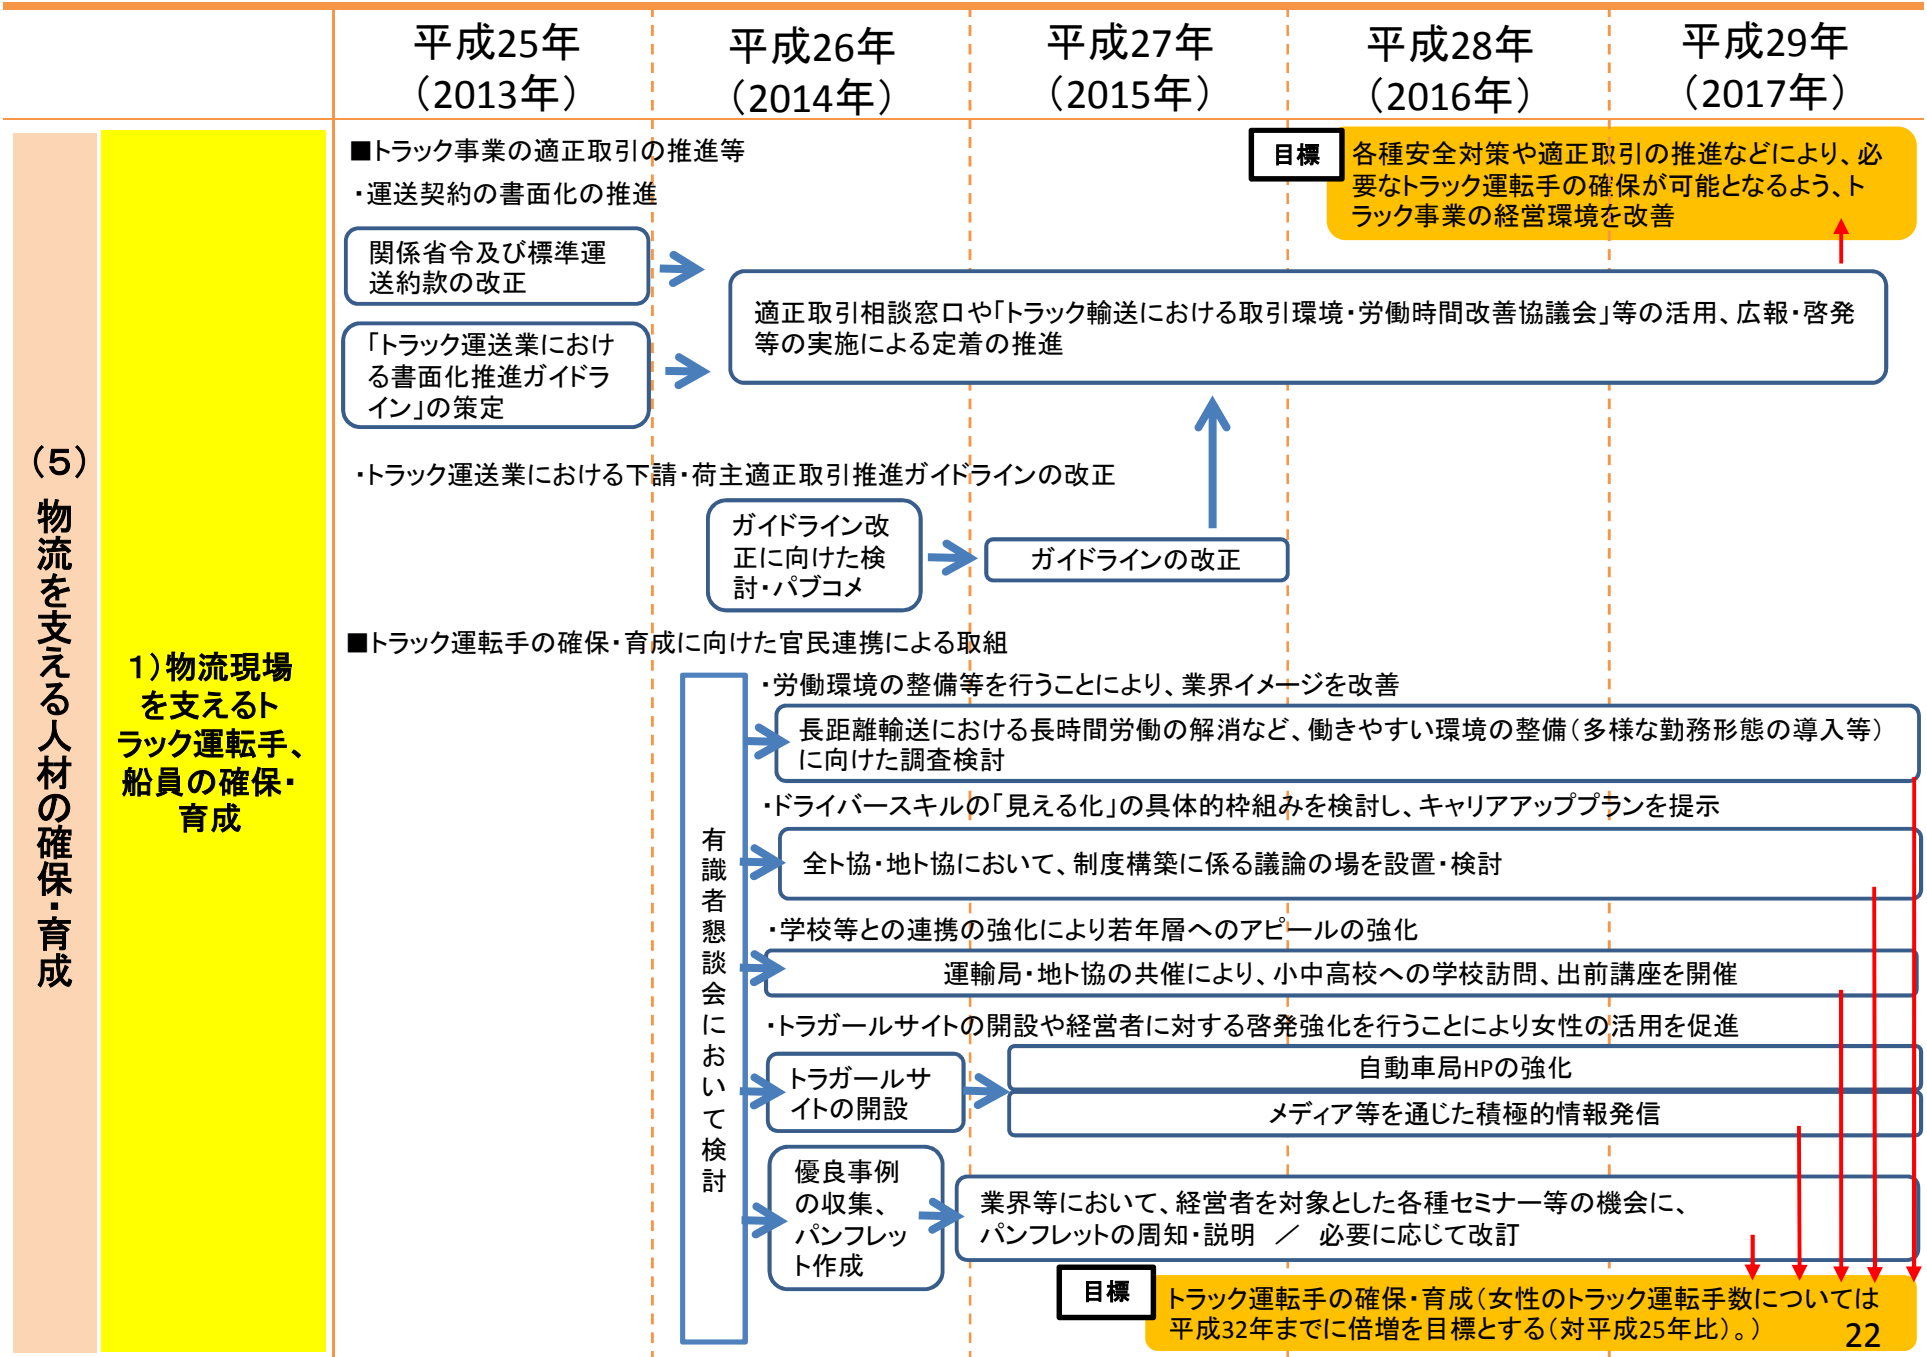 平成25年
（2013年）
平成26年
（2014年）
平成27年
（2015年）
平成28年
（2016年）
平成29年
（2017年）
（5）物流を支える人材の確保・育成
1）物流現場
を支えるト
ラック運転手、
船員の確保・
育成
■トラック事業の適正取引の推進等
・運送契約の書面化の推進
目標
各種安全対策や適正取引の推進などにより、必
要なトラック運転手の確保が可能となるよう、ト
ラック事業の経営環境を改善
関係省令及び標準運
送約款の改正
「トラック運送業におけ
る書面化推進ガイドラ
イン」の策定
適正取引相談窓口や「トラック輸送における取引環境・労働時間改善協議会」等の活用、広報・啓発
等の実施による定着の推進
・トラック運送業における下請・荷主適正取引推進ガイドラインの改正
ガイドライン改
正に向けた検
討・パブコメ
ガイドラインの改正
■トラック運転手の確保・育成に向けた官民連携による取組
有識者懇談会において検討
・労働環境の整備等を行うことにより、業界イメージを改善
長距離輸送における長時間労働の解消など、働きやすい環境の整備（多様な勤務形態の導入等）
に向けた調査検討
・ドライバースキルの「見える化」の具体的枠組みを検討し、キャリアアッププランを提示
全ト協・地ト協において、制度構築に係る議論の場を設置・検討
・学校等との連携の強化により若年層へのアピールの強化
運輸局・地ト協の共催により、小中高校への学校訪問、出前講座を開催
・トラガールサイトの開設や経営者に対する啓発強化を行うことにより女性の活用を促進
トラガールサ
イトの開設
自動車局HPの強化
メディア等を通じた積極的情報発信
優良事例
の収集、
パンフレッ
ト作成
業界等において、経営者を対象とした各種セミナー等の機会に、
パンフレットの周知・説明　／　必要に応じて改訂
目標
トラック運転手の確保・育成（女性のトラック運転手数については
平成32年までに倍増を目標とする（対平成25年比）。）
22